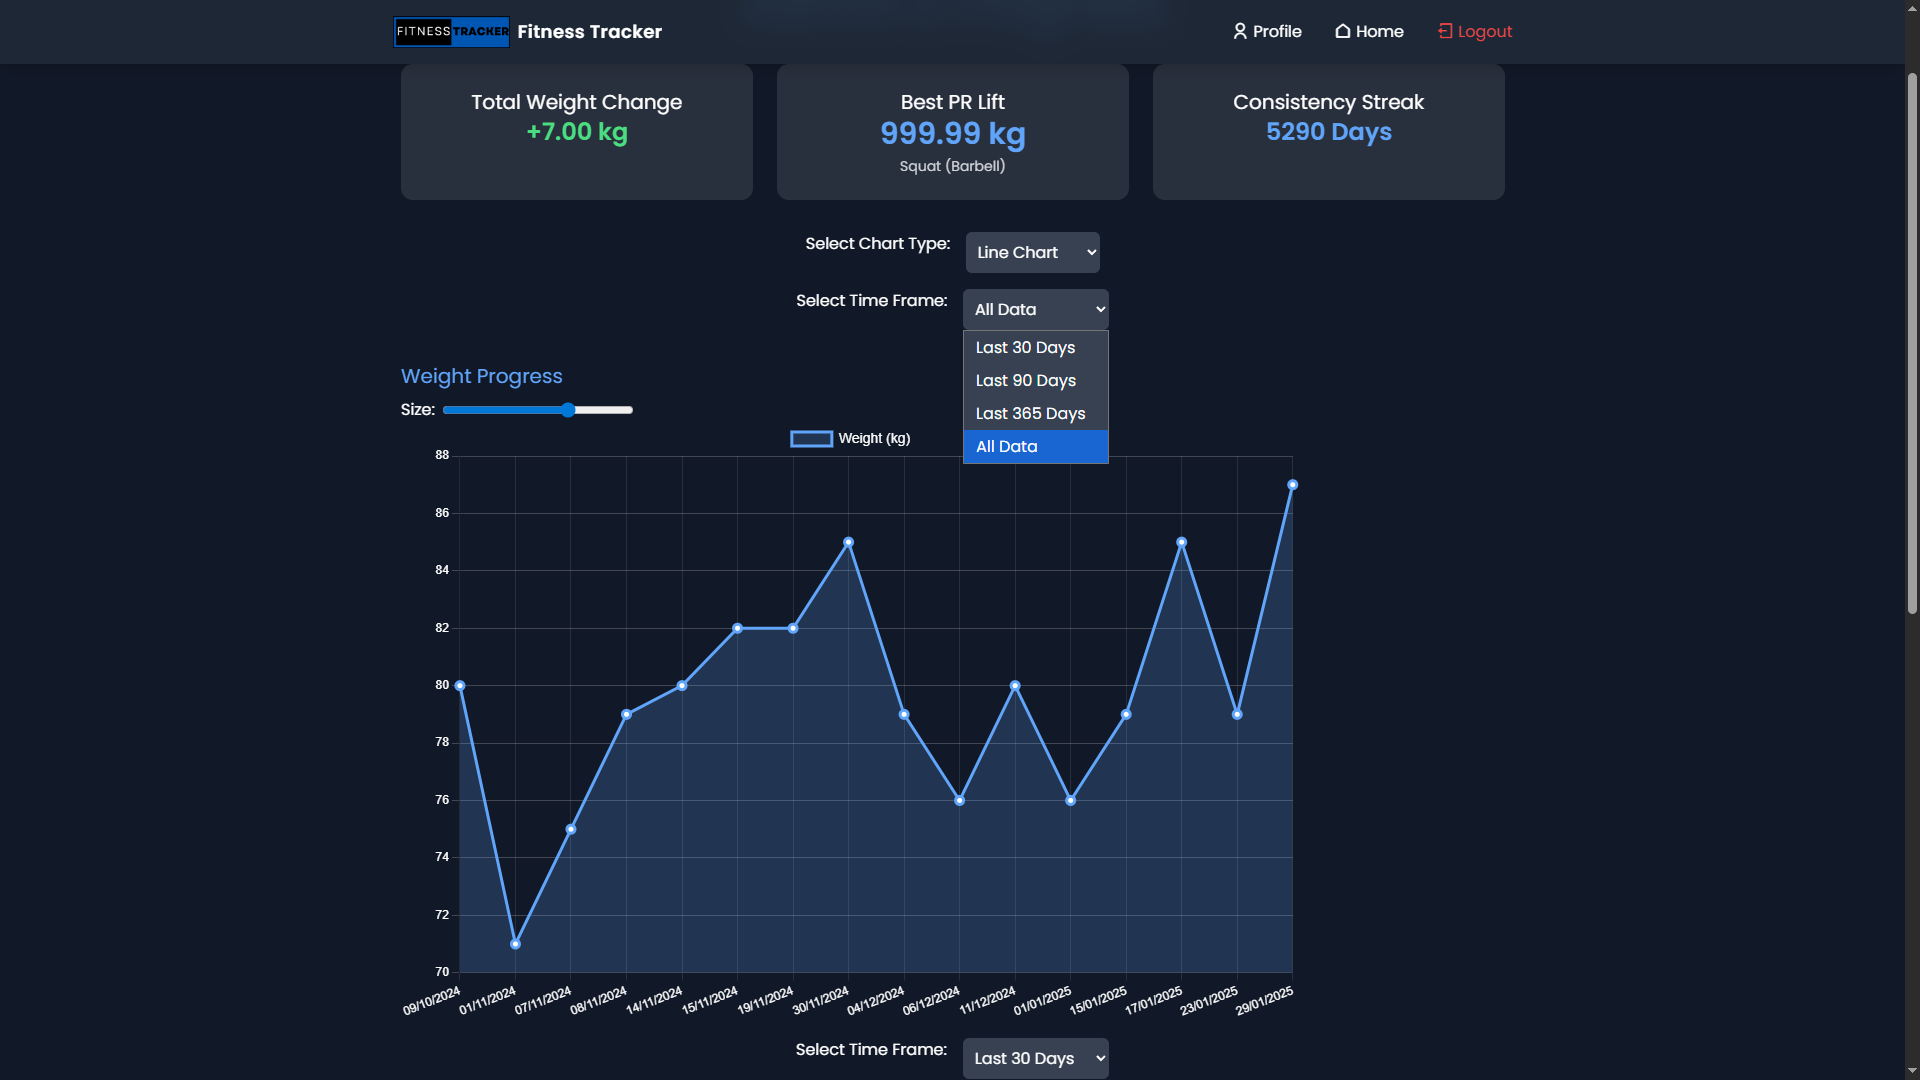 FITNESSTRACKER Fitness Tracker Profile Home Logout
Total Weight Change
+7.00 kg
Best PR Lift
999.99 kg
Squat (Barbell)
Consistency Streak
5290 Days
Select Chart Type: Line Chart
Select Time Frame: All Data
Last 30 Days
Last 90 Days
Last 365 Days
All Data
Weight Progress
Size:
Weight (kg)
88
86
84
82
80
78
76
74
72
70
09/10/2024 01/11/2024 07/11/2024 08/11/2024 14/11/2024 15/11/2024 19/11/2024 30/11/2024 04/12/2024 06/12/2024 11/12/2024 01/01/2025 15/01/2025 17/01/2025 23/01/2025 29/01/2025
Select Time Frame: Last 30 Days